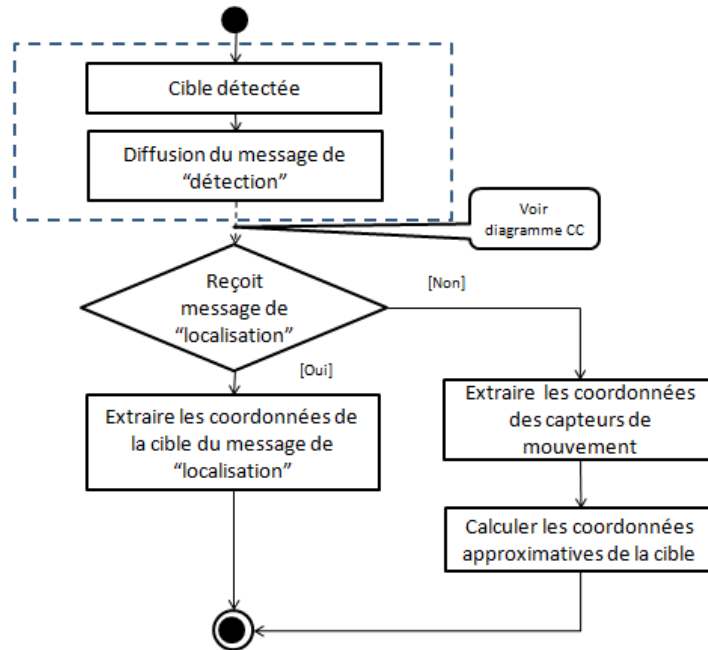 Cible détectée
Diffusion du message de
“détection”
Voir
diagramme CC
Reçoit
message de
“localisation”
[Non]
[Oui]
Extraire les coordonnées de
la cible du message de
“localisation”
Extraire les coordonnées
des capteurs de
mouvement
Calculer les coordonnées
approximatives de la cible